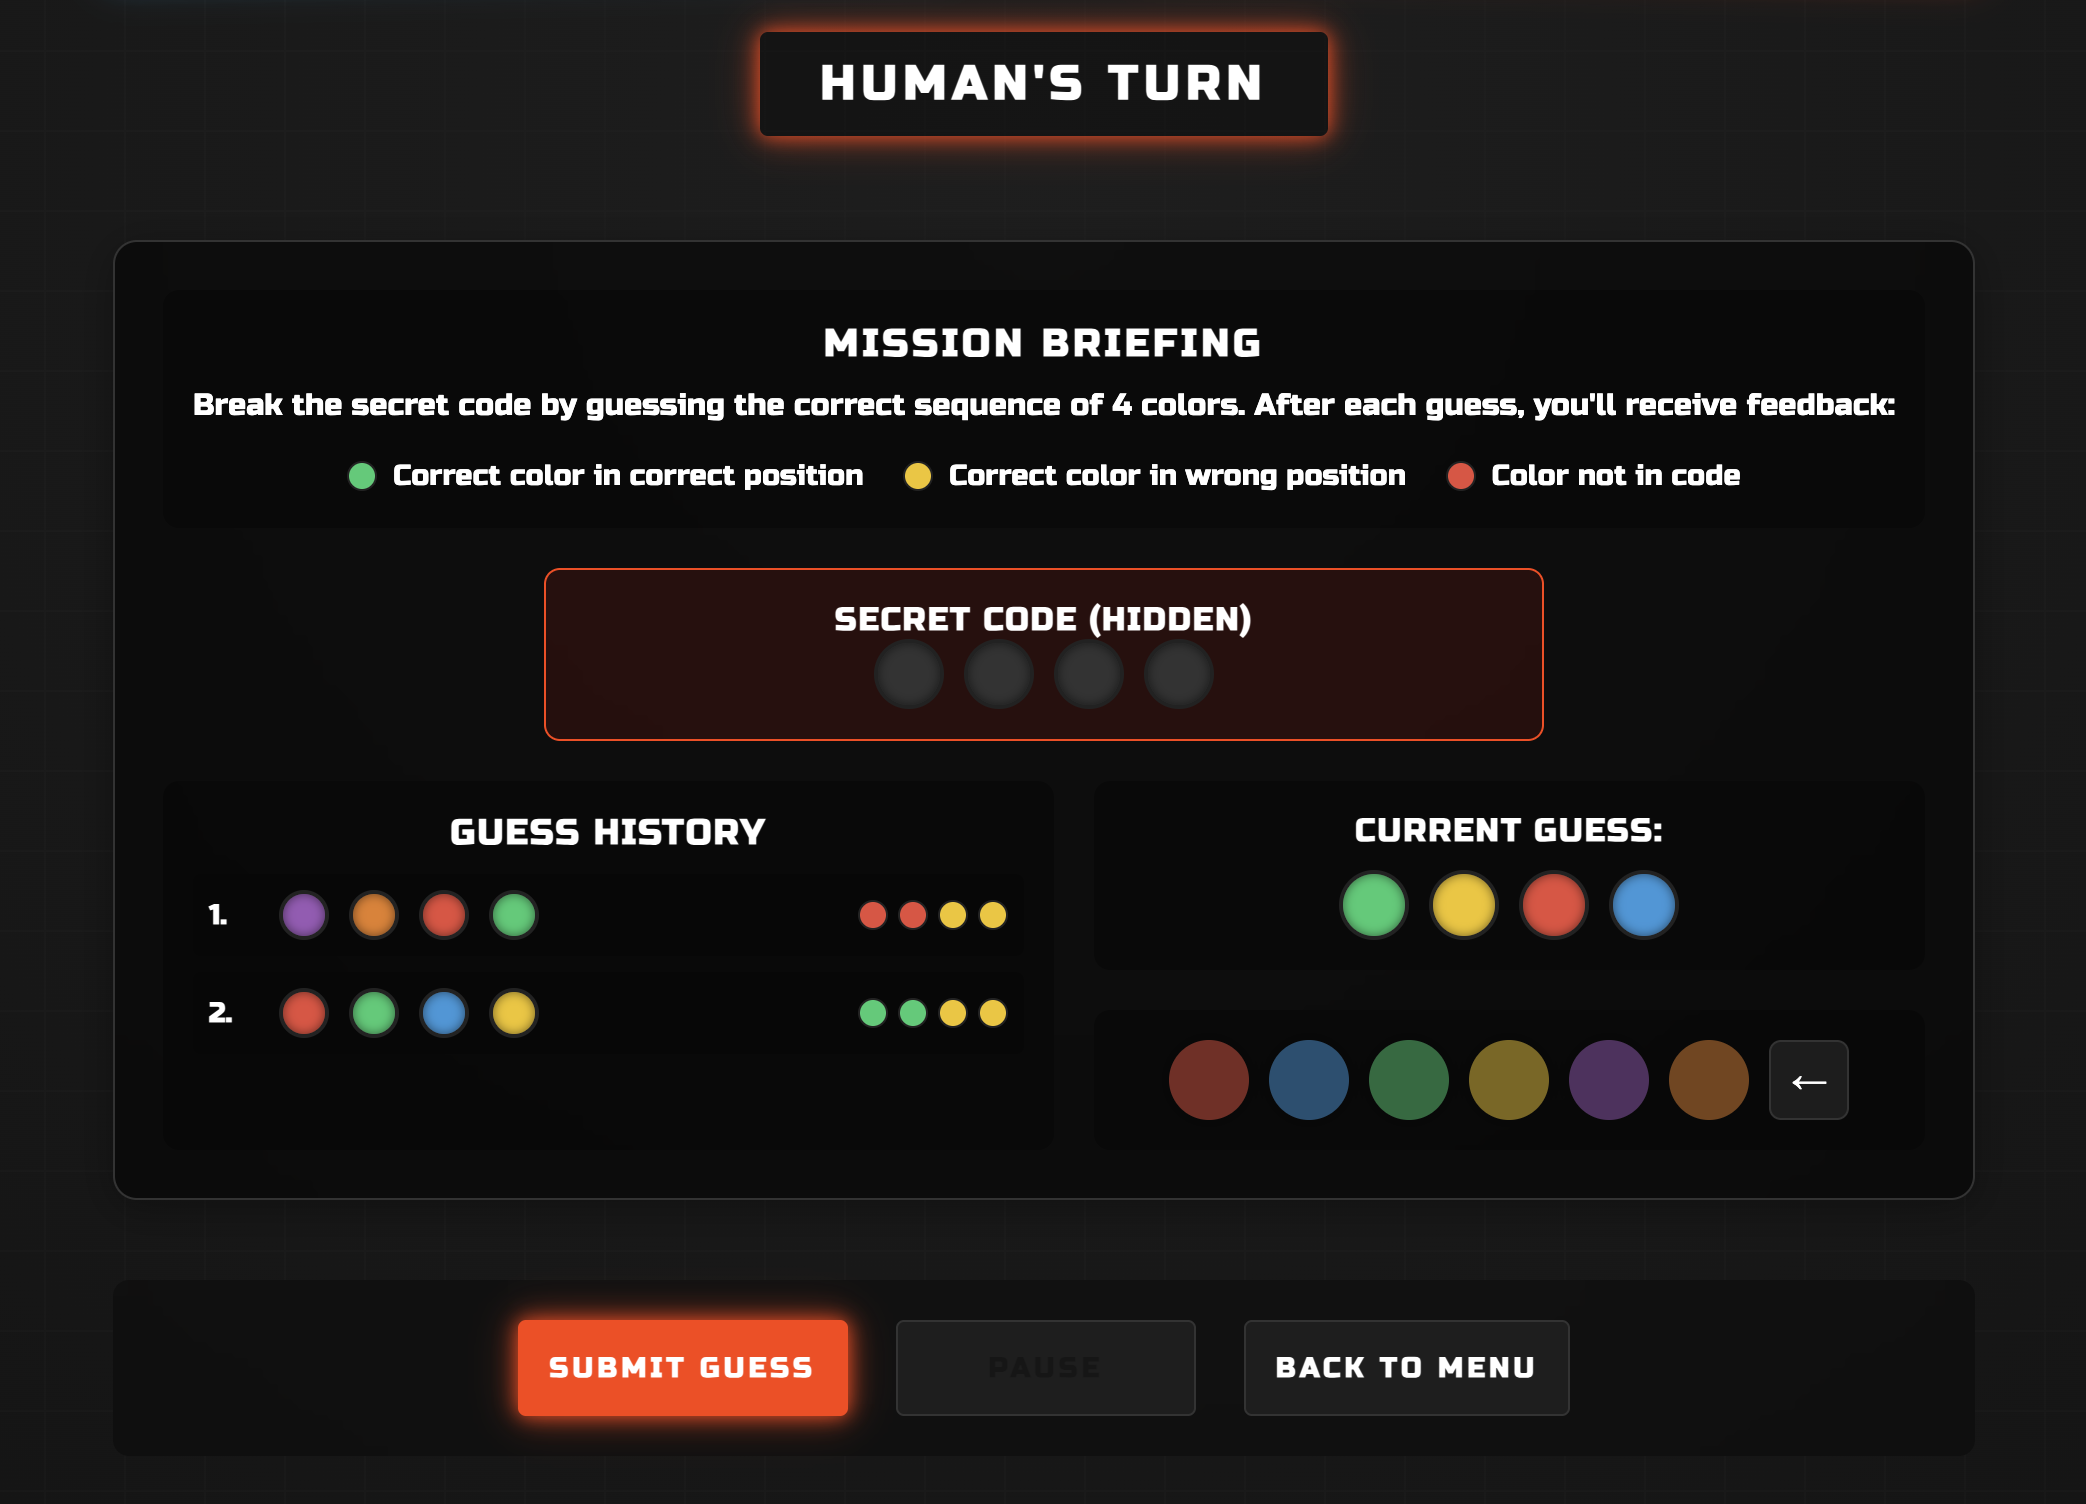 HUMAN'S TURN
MISSION BRIEFING
Break the secret code by guessing the correct sequence of 4 colors. After each guess, you'll receive feedback:
Correct color in correct position Correct color in wrong position Color not in code
SECRET CODE (HIDDEN)
GUESS HISTORY
1.
2.
CURRENT GUESS:
←
SUBMIT GUESS
PAUSE
BACK TO MENU